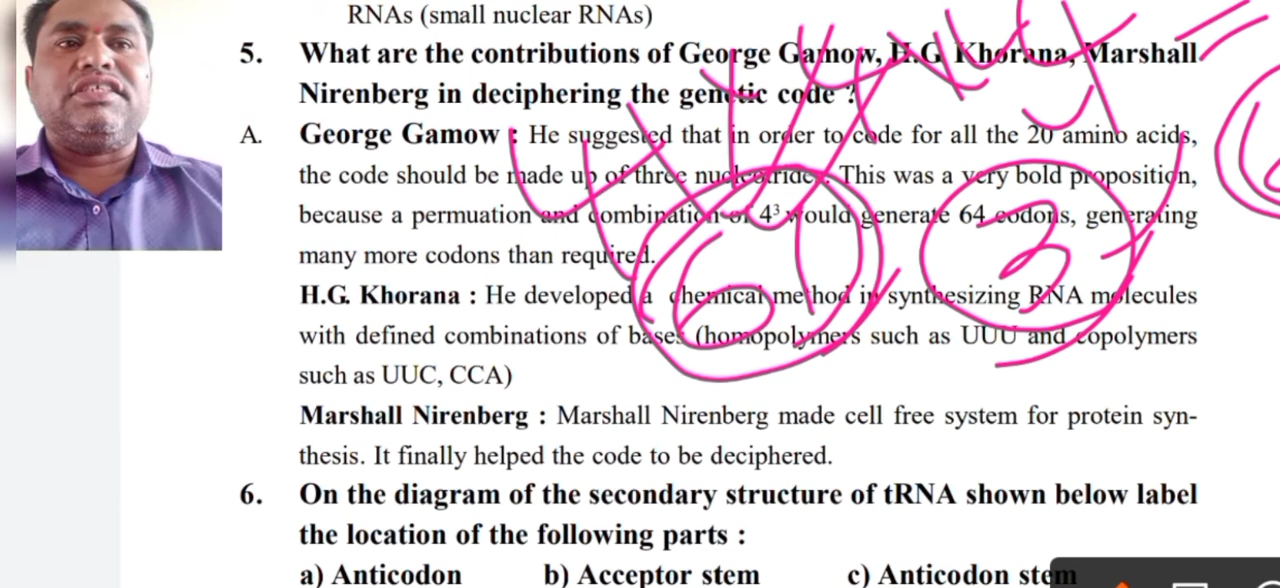 RNAs (small nuclear RNAs)
5. What are the contributions of George Gamow, H.G. Khorana, Marshall
Nirenberg in deciphering the genetic code ?
A. George Gamow : He suggested that in order to code for all the 20 amino acids,
the code should be made up of three nucleotides. This was a very bold proposition,
because a permuation and combination of 4³ would generate 64 codons, generating
many more codons than required.
H.G. Khorana : He developed a chemical method in synthesizing RNA molecules
with defined combinations of bases (homopolymers such as UUU and copolymers
such as UUC, CCA)
Marshall Nirenberg : Marshall Nirenberg made cell free system for protein syn-
thesis. It finally helped the code to be deciphered.
6. On the diagram of the secondary structure of tRNA shown below label
the location of the following parts :
a) Anticodon b) Acceptor stem c) Anticodon stem
61, 3